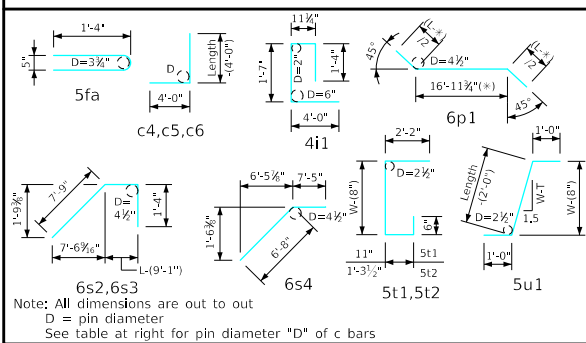 1'-4"
5"
D=3¾"
5fa
D
Length
-(4'-0")
4'-0"
c4,c5,c6
11¾"
1'-7"
D=2"
1'-4"
D=6"
4'-0"
4i1
45°
(L-*)
/2
D=4½"
(L-*)
/2
16'-11¾"(*)
45°
6p1
7'-9"
1'-9⅜"
D=
4½"
1'-4"
7'-6⁹⁄₁₆"
L-(9'-1")
6s2,6s3
6'-5⅞"
7'-5"
1'-6⅜"
D=4½"
6'-8"
6s4
2'-2"
D=2½"
W-(8")
6"
11"
5t1
1'-3½"
5t2
5t1,5t2
1'-0"
Length
-(2'-0")
W-T
1.5
W-(8")
D=2½"
1'-0"
5u1
Note: All dimensions are out to out
D = pin diameter
See table at right for pin diameter "D" of c bars